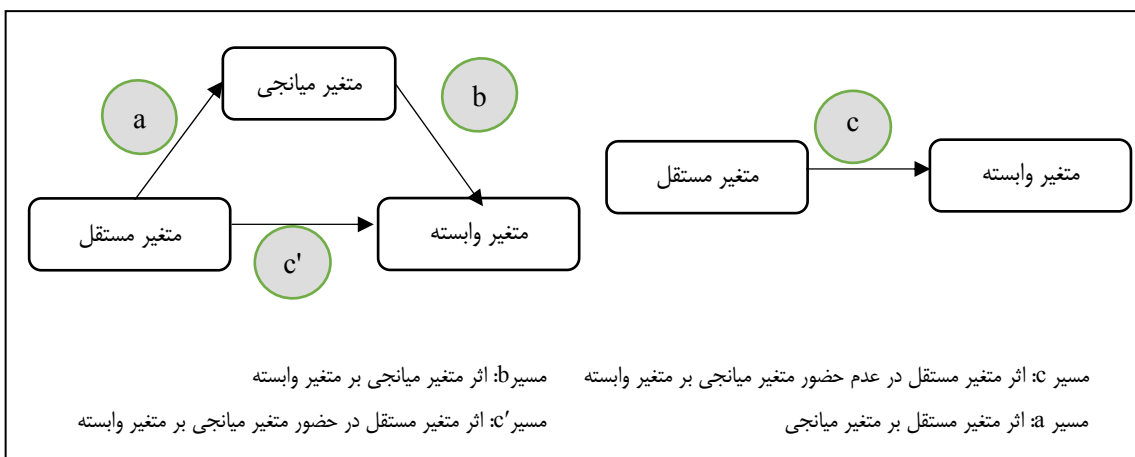 متغیر میانجی
a
b
c
متغیر مستقل
متغیر وابسته
متغیر مستقل
متغیر وابسته
c'
مسیر c: اثر متغیر مستقل در عدم حضور متغیر میانجی بر متغیر وابسته
مسیر b: اثر متغیر میانجی بر متغیر وابسته
مسیر a: اثر متغیر مستقل بر متغیر میانجی
مسیر c': اثر متغیر مستقل در حضور متغیر میانجی بر متغیر وابسته